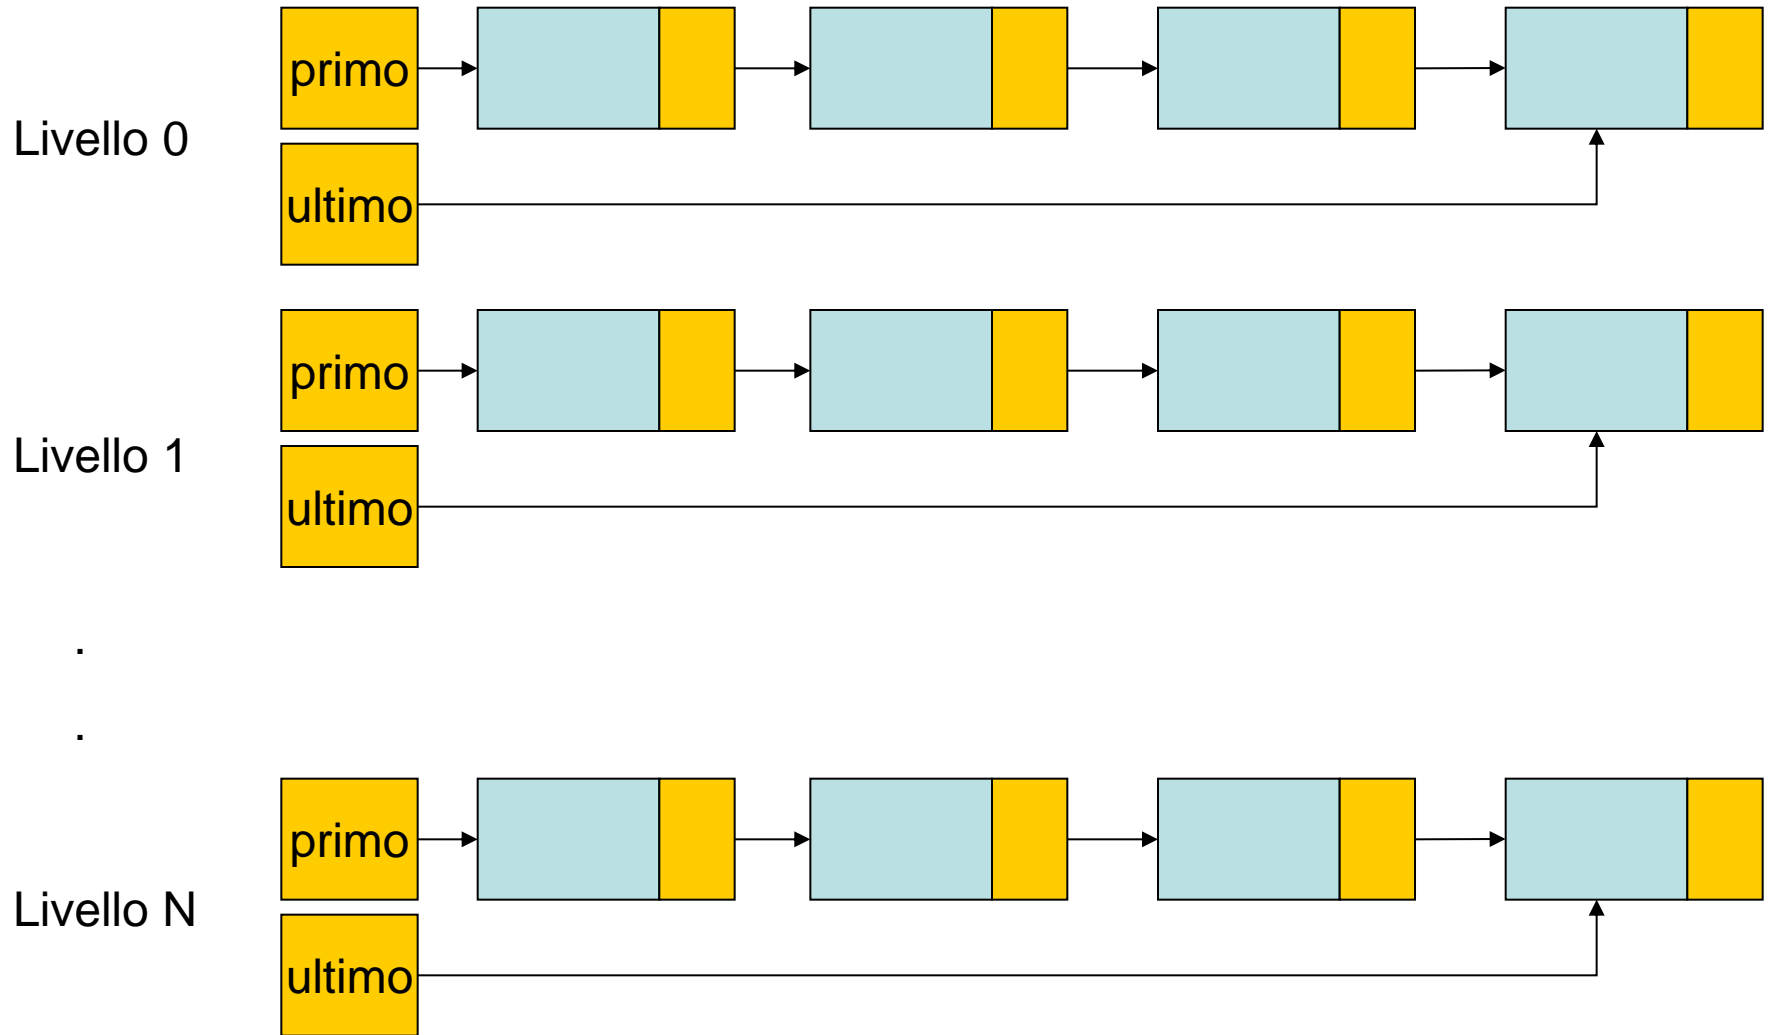 primo
Livello 0
ultimo
primo
Livello 1
ultimo
.
.
primo
Livello N
ultimo